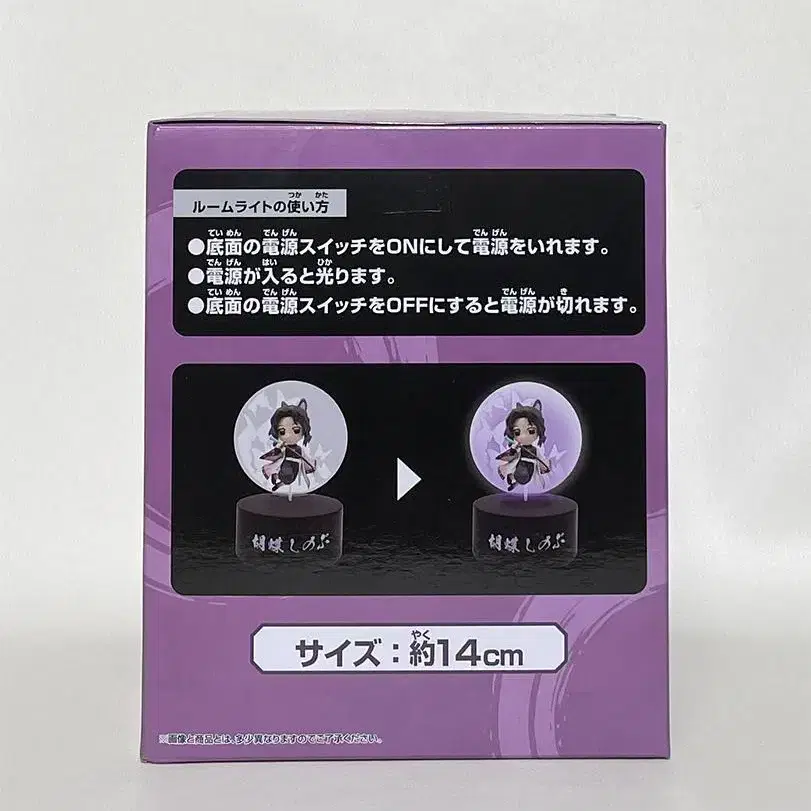 ルームライトの使い方
●底面の電源スイッチをONにして電源をいれます。
●電源が入ると光ります。
●底面の電源スイッチをOFFにすると電源が切れます。
胡蝶しのぶ
胡蝶しのぶ
サイズ：約14cm
※画像と商品とは、多少異なりますのでご了承ください。